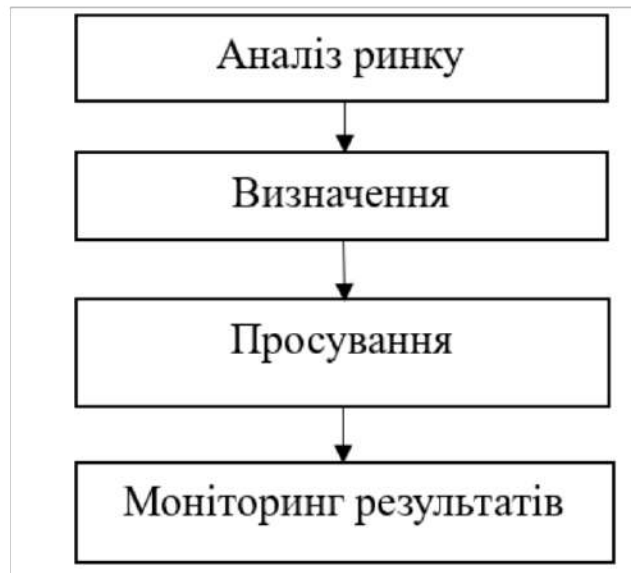 Аналіз ринку
Визначення
Просування
Моніторинг результатів